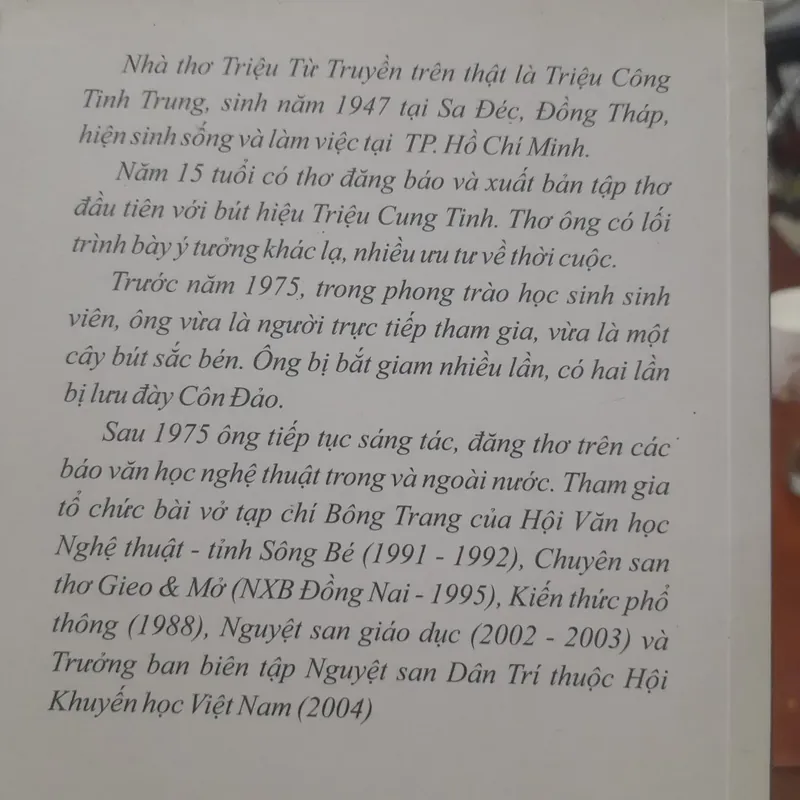 Nhà thơ Triệu Từ Truyền trên thật là Triệu Công
Tinh Trung, sinh năm 1947 tại Sa Đéc, Đồng Tháp,
hiện sinh sống và làm việc tại TP. Hồ Chí Minh.
Năm 15 tuổi có thơ đăng báo và xuất bản tập thơ
đầu tiên với bút hiệu Triệu Cung Tinh. Thơ ông có lối
trình bày ý tưởng khác lạ, nhiều ưu tư về thời cuộc.
Trước năm 1975, trong phong trào học sinh sinh
viên, ông vừa là người trực tiếp tham gia, vừa là một
cây bút sắc bén. Ông bị bắt giam nhiều lần, có hai lần
bị lưu đày Côn Đảo.
Sau 1975 ông tiếp tục sáng tác, đăng thơ trên các
báo văn học nghệ thuật trong và ngoài nước. Tham gia
tổ chức bài vở tạp chí Bông Trang của Hội Văn học
Nghệ thuật - tỉnh Sông Bé (1991 - 1992), Chuyên san
thơ Gieo & Mở (NXB Đồng Nai - 1995), Kiến thức phổ
thông (1988), Nguyệt san giáo dục (2002 - 2003) và
Trưởng ban biên tập Nguyệt san Dân Trí thuộc Hội
Khuyến học Việt Nam (2004)